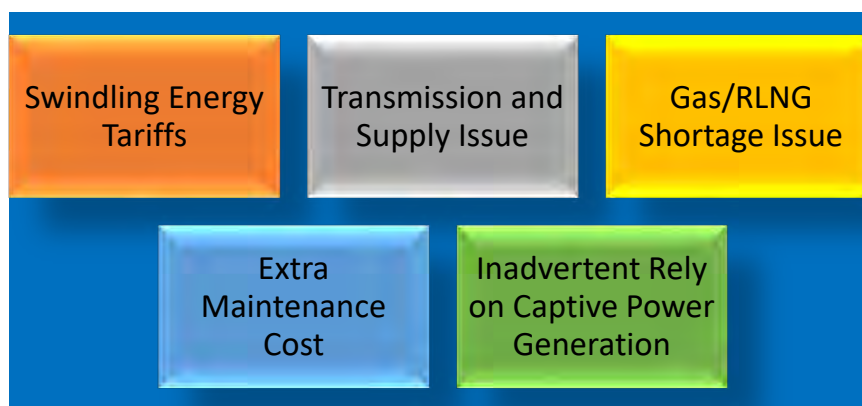 Swindling Energy
Tariffs
Transmission and
Supply Issue
Gas/RLNG
Shortage Issue
Extra
Maintenance
Cost
Inadvertent Rely
on Captive Power
Generation